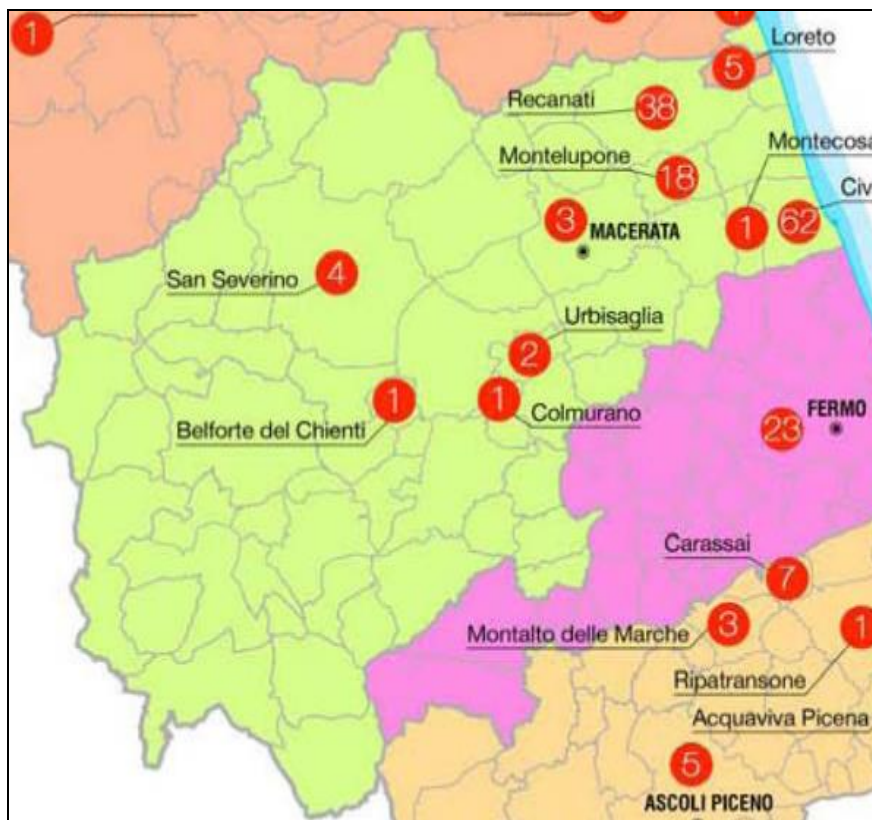 1
Loreto
5
Recanati
38
Montecosa
Montelupone
18
Civ
3
MACERATA
1
62
San Severino
4
Urbisaglia
2
1
1
Colmurano
Belforte del Chienti
FERMO
23
Carassai
7
Montalto delle Marche
3
1
Ripatransone
Acquaviva Picena
5
ASCOLI PICENO